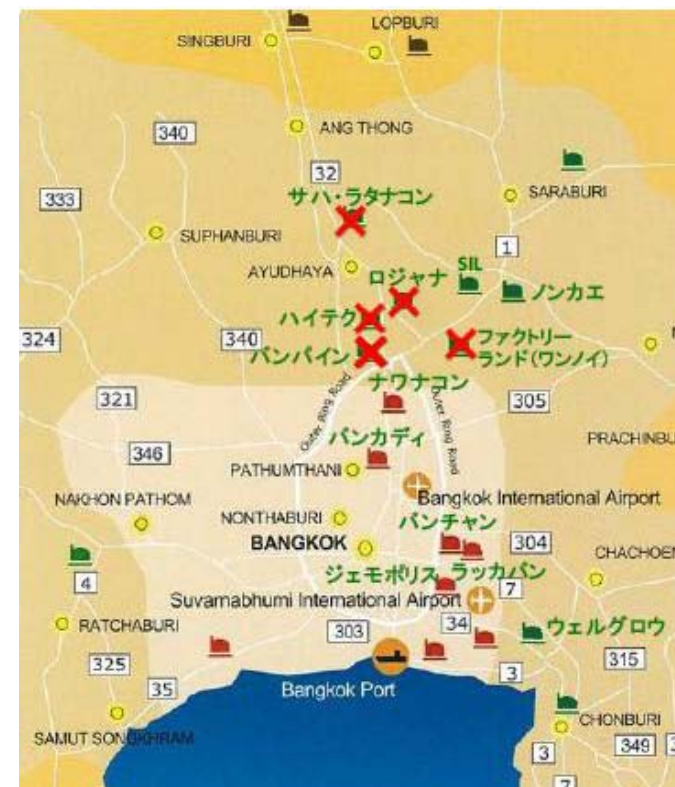 LOPBURI
SINGBURI
ANG THONG
340
32
333
サハ・ラタナコン
SARABURI
SUPHANBURI
1
AYUDHAYA
ロジャナ
SIL
ノンカエ
ハイテク
324
340
ファクトリー
ランド(ワンノイ)
バンパイン
ナワナコン
Outer Ring Road
Outer Ring Road
321
305
バンカディ
346
PRACHINBU
PATHUMTHANI
Bangkok International Airport
NAKHON PATHOM
NONTHABURI
バンチャン
BANGKOK
304
CHACHOEN
ジェモポリス
ラッカバン
4
7
Suvarnabhumi International Airport
RATCHABURI
303
34
ウェルグロウ
325
315
35
Bangkok Port
3
SAMUT SONGKHRAM
CHONBURI
3
349
7